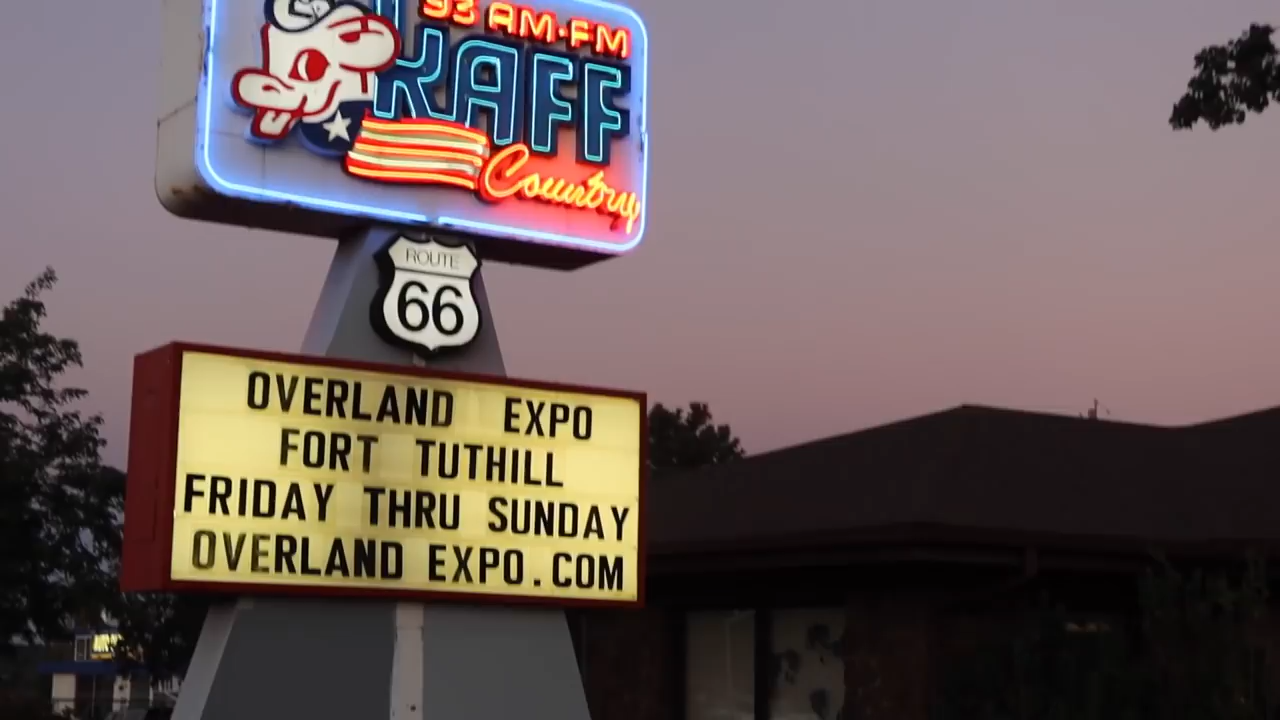 93 AM·FM
KAFF
Country
ROUTE
66
OVERLAND EXPO
FORT TUTHILL
FRIDAY THRU SUNDAY
OVERLAND EXPO.COM